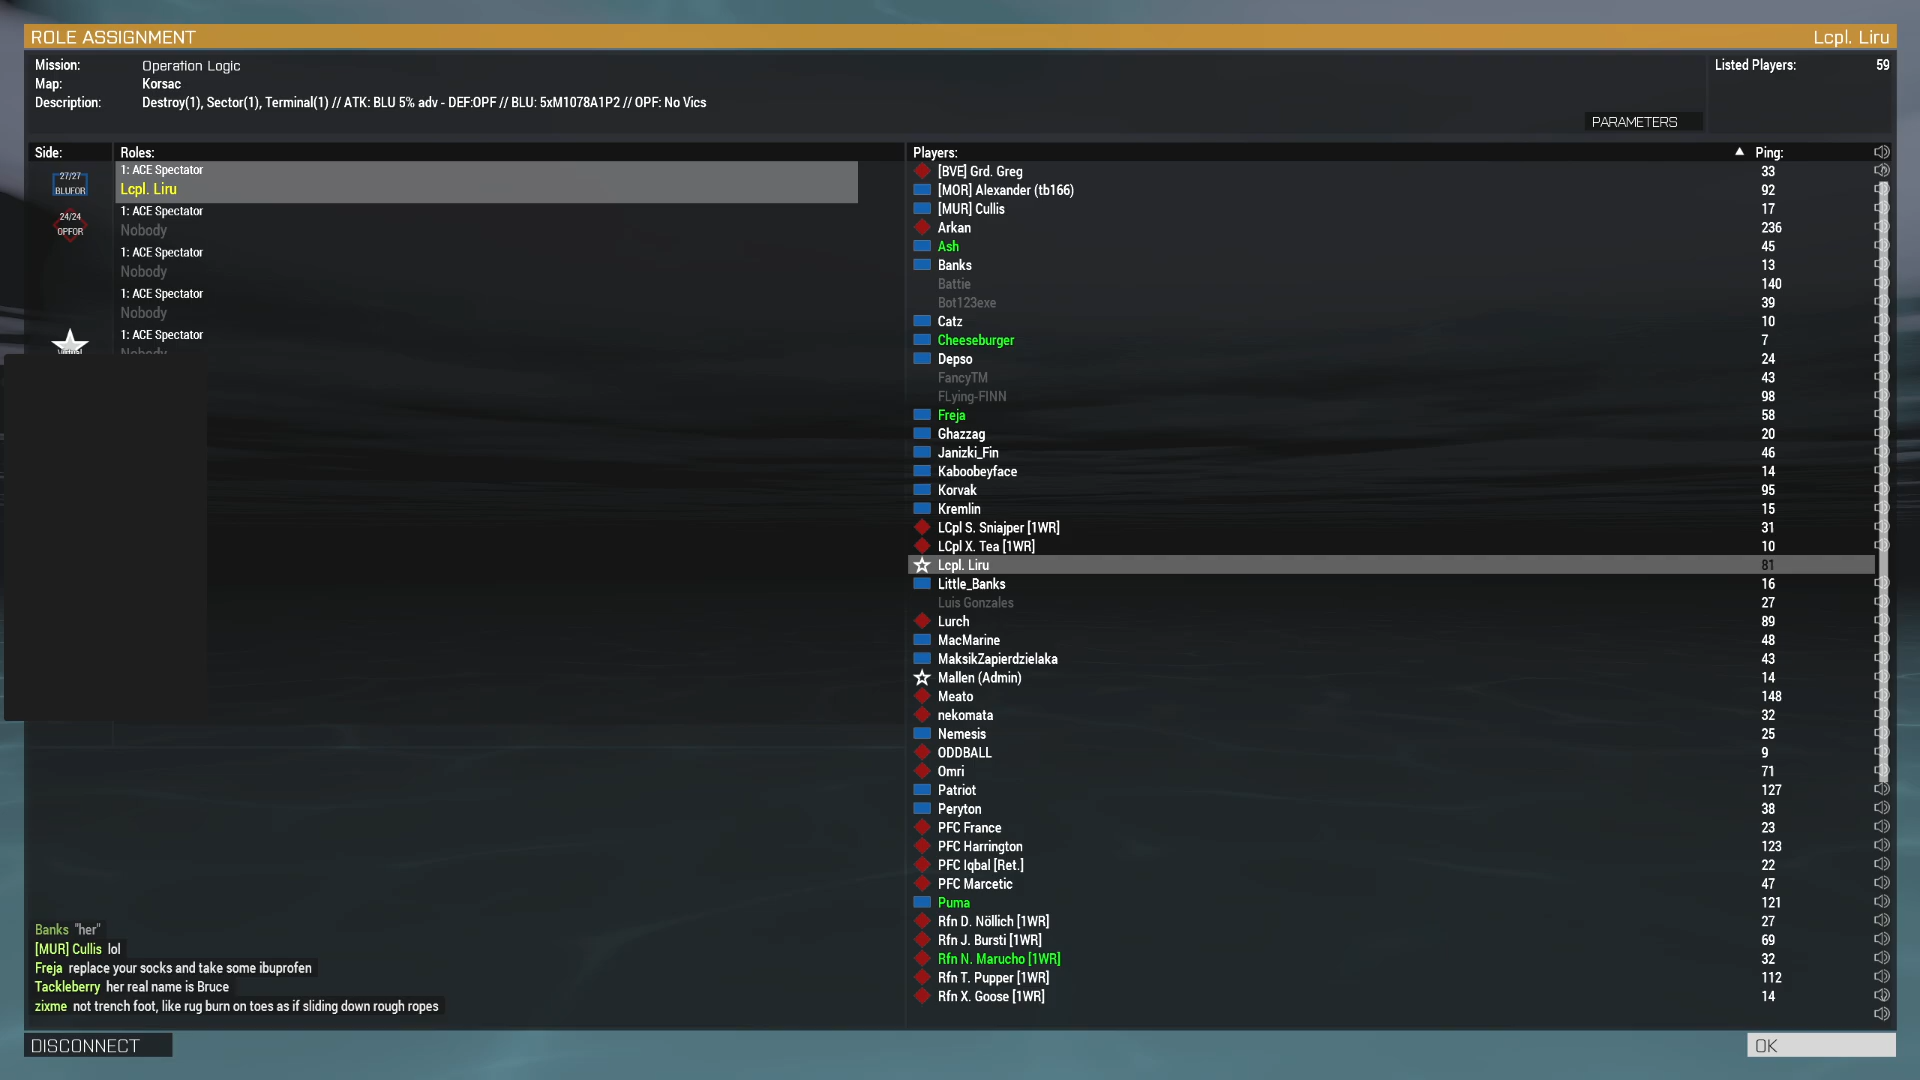 ROLE ASSIGNMENT Lcpl. Liru
Mission: Operation Logic Listed Players: 59
Map: Korsac
Description: Destroy(1), Sector(1), Terminal(1) // ATK: BLU 5% adv - DEF:OPF // BLU: 5xM1078A1P2 // OPF: No Vics
PARAMETERS
Side: Roles:
27/27
BLUFOR
24/24
OPFOR
Virtual
1: ACE Spectator
Lcpl. Liru
1: ACE Spectator
Nobody
1: ACE Spectator
Nobody
1: ACE Spectator
Nobody
1: ACE Spectator
Nobody
Players: Ping:
[BVE] Grd. Greg 33
[MOR] Alexander (tb166) 92
[MUR] Cullis 17
Arkan 236
Ash 45
Banks 13
Battie 140
Bot123exe 39
Catz 10
Cheeseburger 7
Depso 24
FancyTM 43
FLying-FINN 98
Freja 58
Ghazzag 20
Janizki_Fin 46
Kaboobeyface 14
Korvak 95
Kremlin 15
LCpl S. Sniajper [1WR] 31
LCpl X. Tea [1WR] 10
Lcpl. Liru 81
Little_Banks 16
Luis Gonzales 27
Lurch 89
MacMarine 48
MaksikZapierdzielaka 43
Mallen (Admin) 14
Meato 148
nekomata 32
Nemesis 25
ODDBALL 9
Omri 71
Patriot 127
Peryton 38
PFC France 23
PFC Harrington 123
PFC Iqbal [Ret.] 22
PFC Marcetic 47
Puma 121
Rfn D. Nöllich [1WR] 27
Rfn J. Bursti [1WR] 69
Rfn N. Marucho [1WR] 32
Rfn T. Pupper [1WR] 112
Rfn X. Goose [1WR] 14
Banks "her"
[MUR] Cullis lol
Freja replace your socks and take some ibuprofen
Tackleberry her real name is Bruce
zixme not trench foot, like rug burn on toes as if sliding down rough ropes
DISCONNECT OK